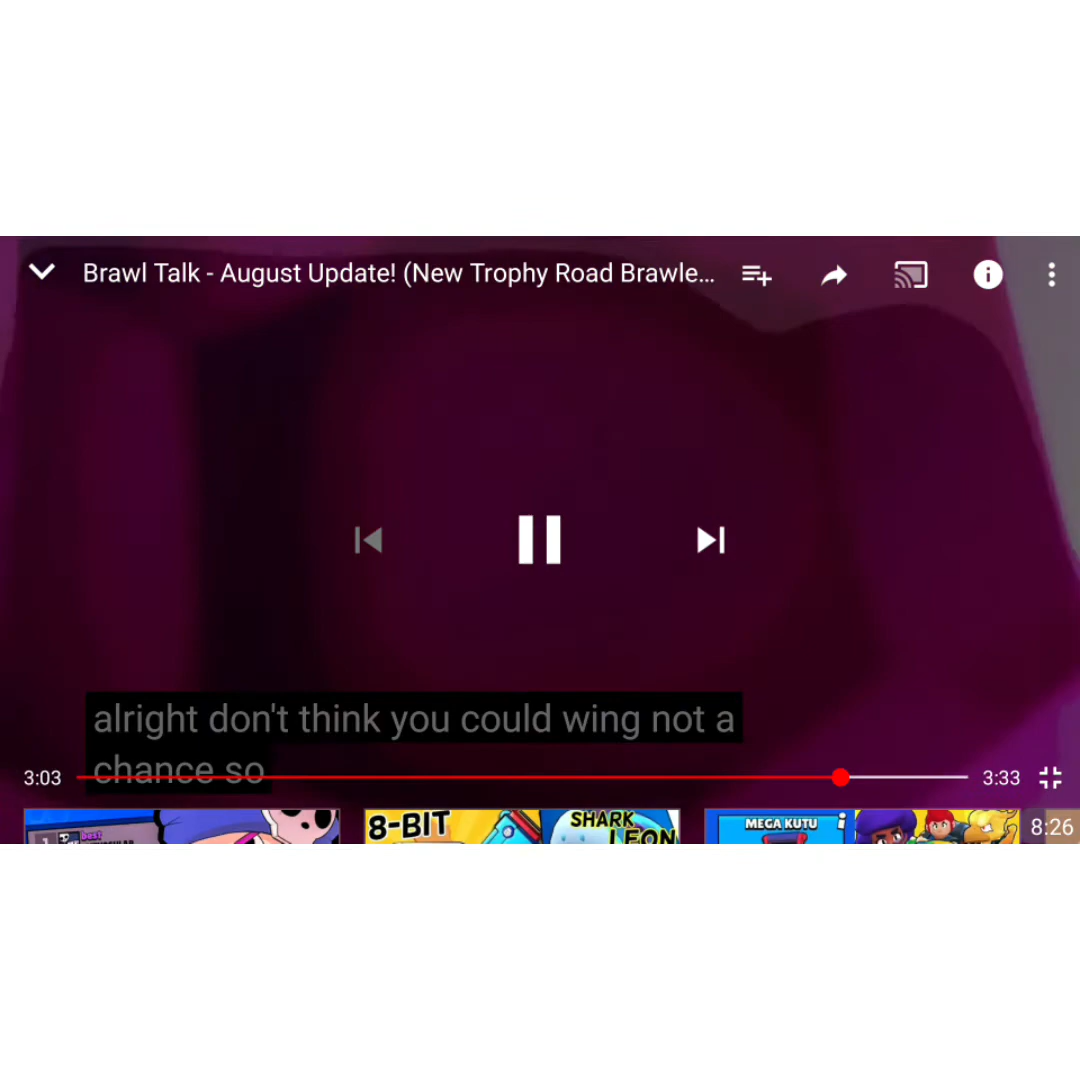 Brawl Talk - August Update! (New Trophy Road Brawle...
alright don't think you could wing not a
chance so
3:03
3:33
best
8-BIT
SHARK
LEON
MEGA KUTU
8:26